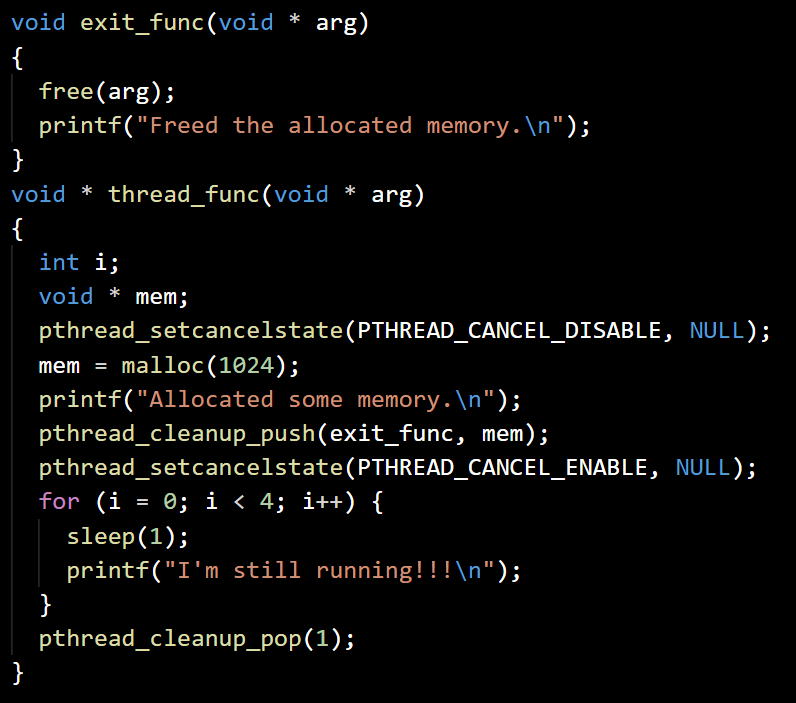 void exit_func(void * arg)
{
  free(arg);
  printf("Freed the allocated memory.\n");
}
void * thread_func(void * arg)
{
  int i;
  void * mem;
  pthread_setcancelstate(PTHREAD_CANCEL_DISABLE, NULL);
  mem = malloc(1024);
  printf("Allocated some memory.\n");
  pthread_cleanup_push(exit_func, mem);
  pthread_setcancelstate(PTHREAD_CANCEL_ENABLE, NULL);
  for (i = 0; i < 4; i++) {
    sleep(1);
    printf("I'm still running!!!\n");
  }
  pthread_cleanup_pop(1);
}